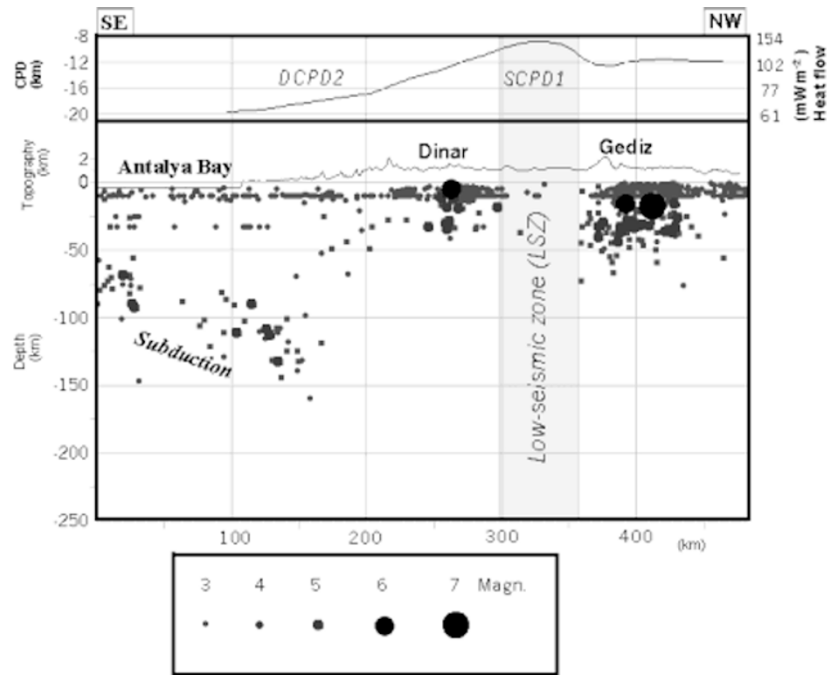 SE NW
-8 154
CPD (km) -12 102 (mWm⁻²) Heat flow
DCPD2 SCPD1
-16 77
-20 61
Dinar Gediz
Topography (km) 2
Antalya Bay
0
-50
Low-seismic zone (LSZ)
Depth (km) -100
Subduction
-150
-200
-250
100 200 300 400 (km)
3 4 5 6 7 Magn.